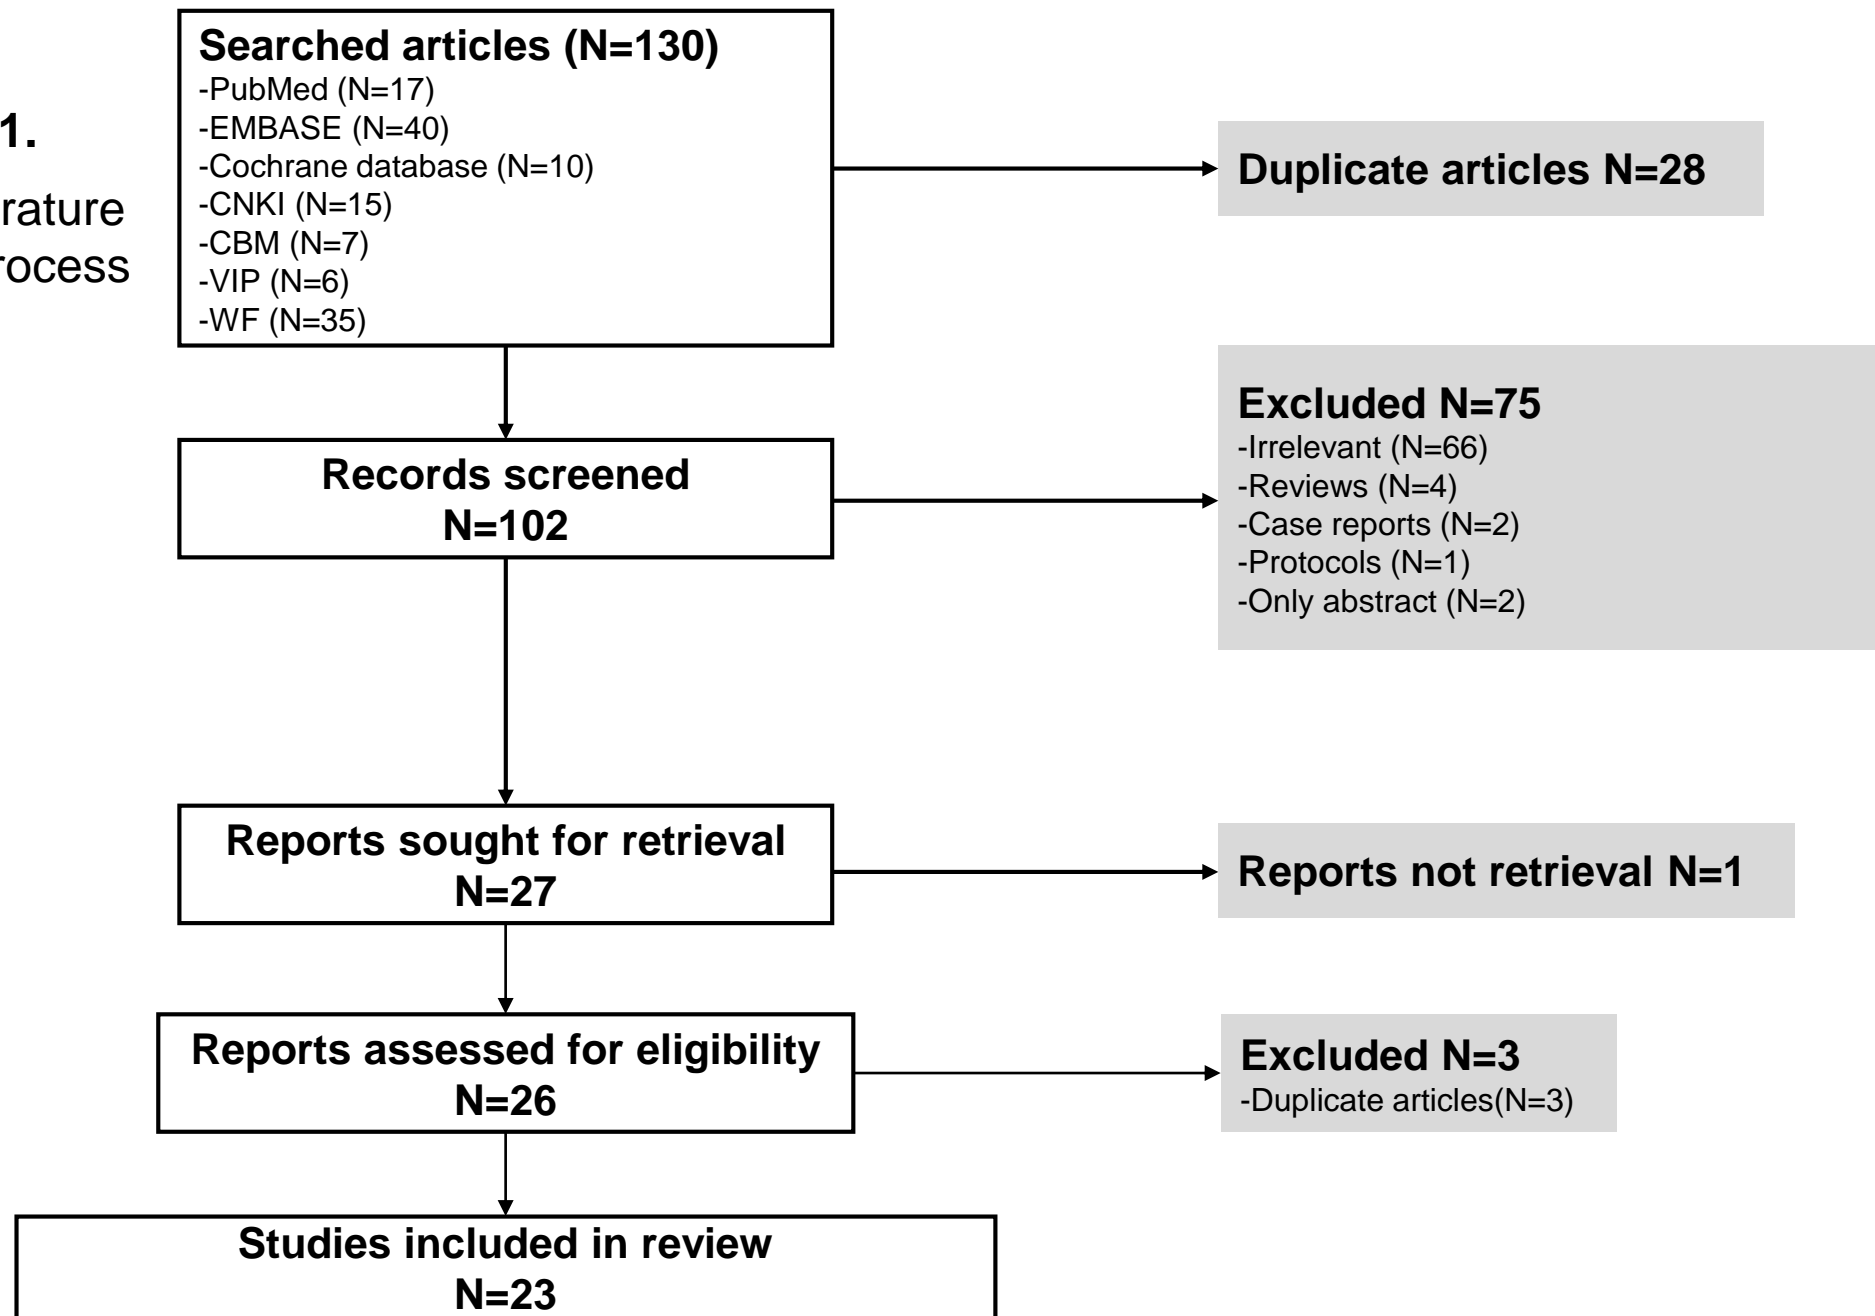 1.
rature
rocess
Searched articles (N=130)
-PubMed (N=17)
-EMBASE (N=40)
-Cochrane database (N=10)
-CNKI (N=15)
-CBM (N=7)
-VIP (N=6)
-WF (N=35)
Duplicate articles N=28
Records screened
N=102
Excluded N=75
-Irrelevant (N=66)
-Reviews (N=4)
-Case reports (N=2)
-Protocols (N=1)
-Only abstract (N=2)
Reports sought for retrieval
N=27
Reports not retrieval N=1
Reports assessed for eligibility
N=26
Excluded N=3
-Duplicate articles(N=3)
Studies included in review
N=23